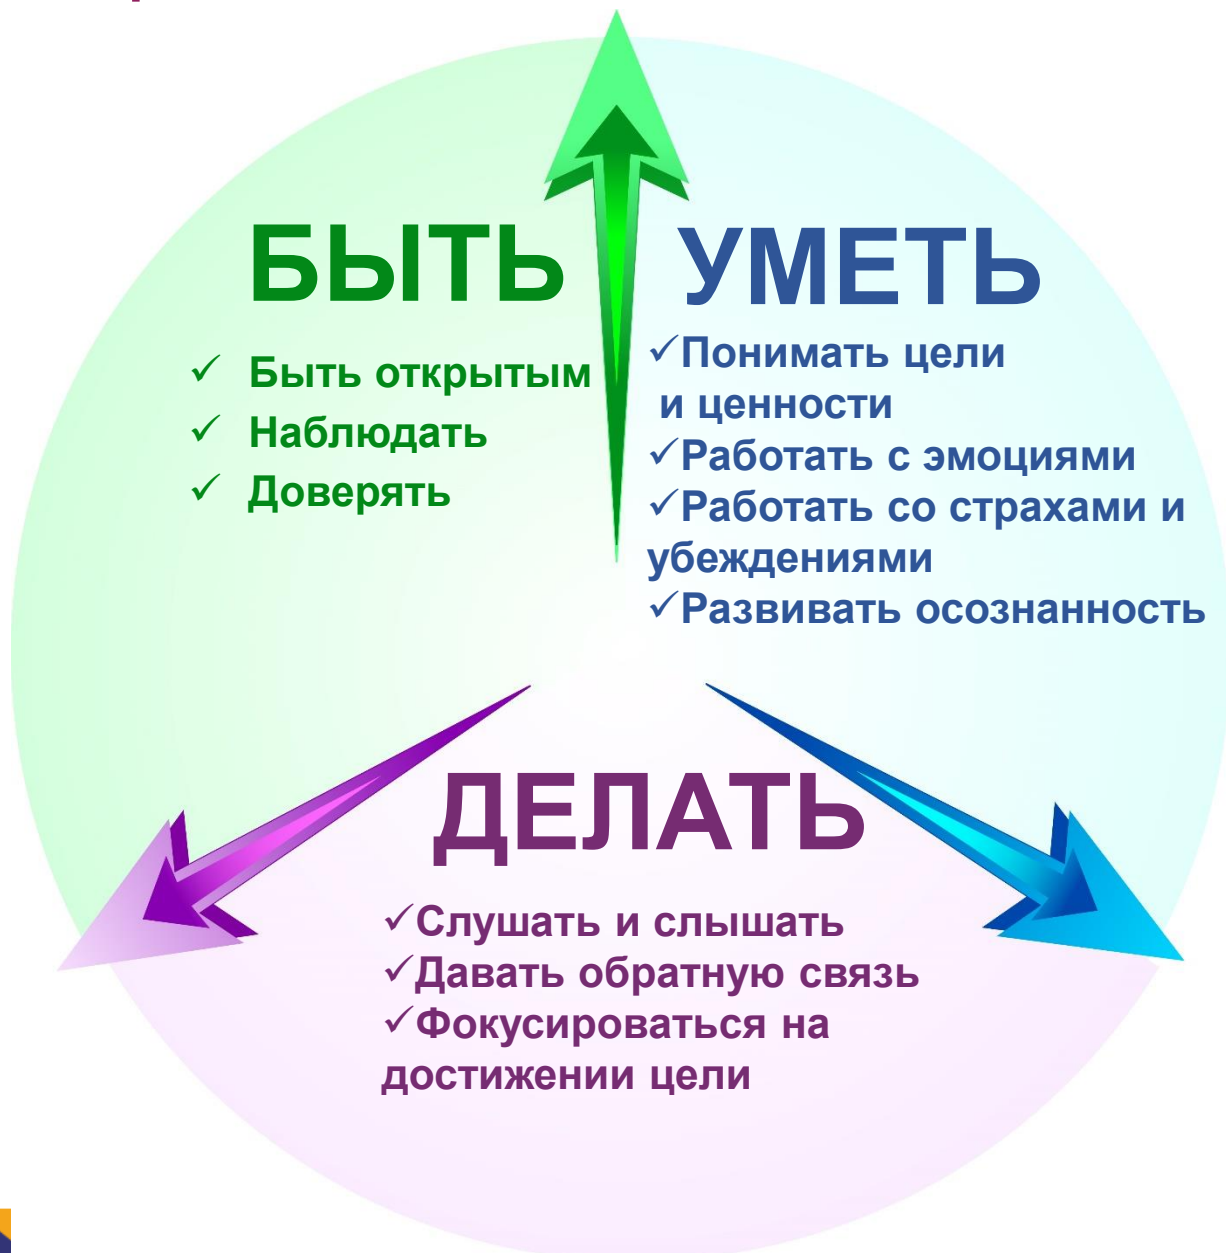 БЫТЬ
✓ Быть открытым
✓ Наблюдать
✓ Доверять
УМЕТЬ
✓Понимать цели
и ценности
✓Работать с эмоциями
✓Работать со страхами и
убеждениями
✓Развивать осознанность
ДЕЛАТЬ
✓Слушать и слышать
✓Давать обратную связь
✓Фокусироваться на
достижении цели